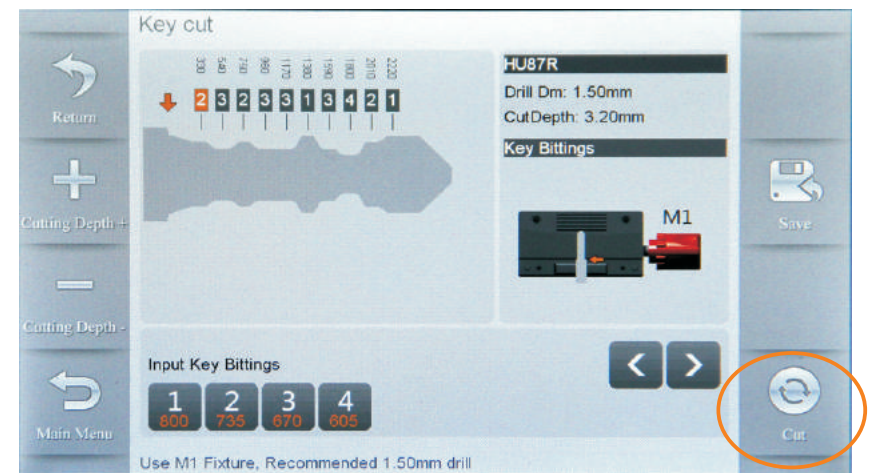 Key cut
Return
Cutting Depth +
Cutting Depth -
Main Menu
330 540 750 960 1170 1380 1590 1800 2010 2220
2 3 2 3 3 1 3 4 2 1
HU87R
Drill Dm: 1.50mm
CutDepth: 3.20mm
Key Bittings
M1
Save
Input Key Bittings
< >
1 2 3 4
800 735 670 605
Cut
Use M1 Fixture, Recommended 1.50mm drill